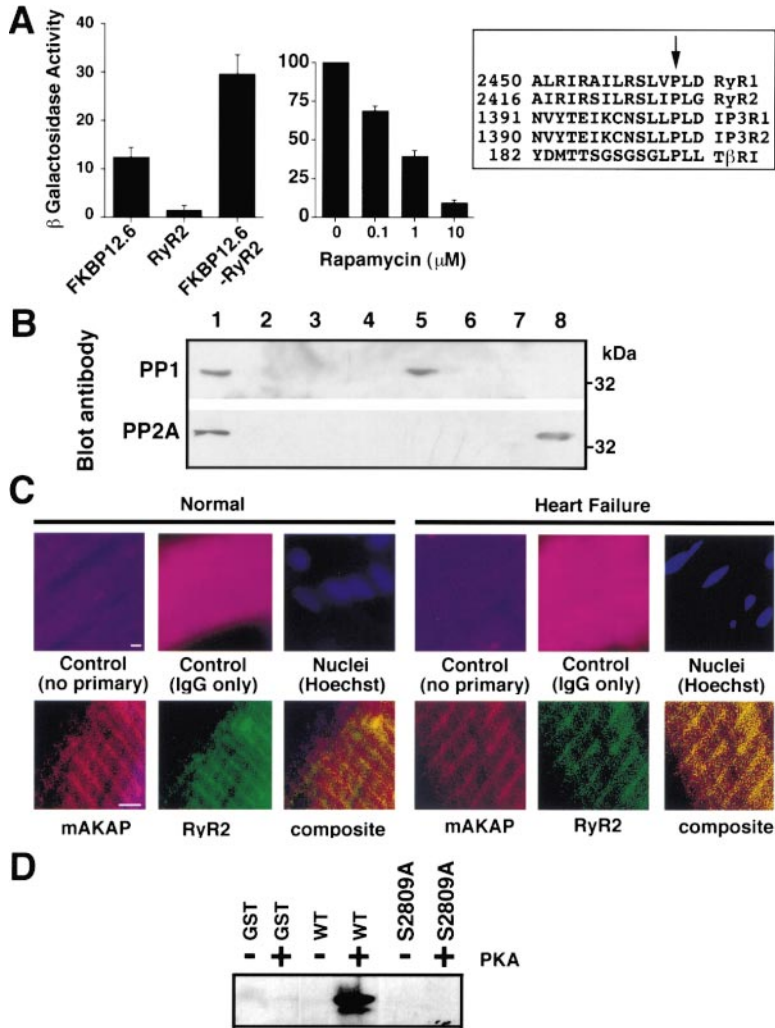 A
β Galactosidase Activity
40
30
20
10
0
FKBP12.6
RyR2
FKBP12.6
-RyR2
100
75
50
25
0
0 0.1 1 10
Rapamycin (μM)
2450 ALRIRAILRSLVPLD RyR1
2416 AIRIRSILRSLIPLG RyR2
1391 NVYTEIKCNSLLPLD IP3R1
1390 NVYTEIKCNSLLPLD IP3R2
182 YDMTTSGSGSGLPLL TβRI
B
1 2 3 4 5 6 7 8
Blot antibody
kDa
PP1
-32
PP2A
-32
C
Normal
Heart Failure
Control (no primary)
Control (IgG only)
Nuclei (Hoechst)
Control (no primary)
Control (IgG only)
Nuclei (Hoechst)
mAKAP
RyR2
composite
mAKAP
RyR2
composite
D
GST GST WT WT S2809A S2809A
- + - + - + PKA